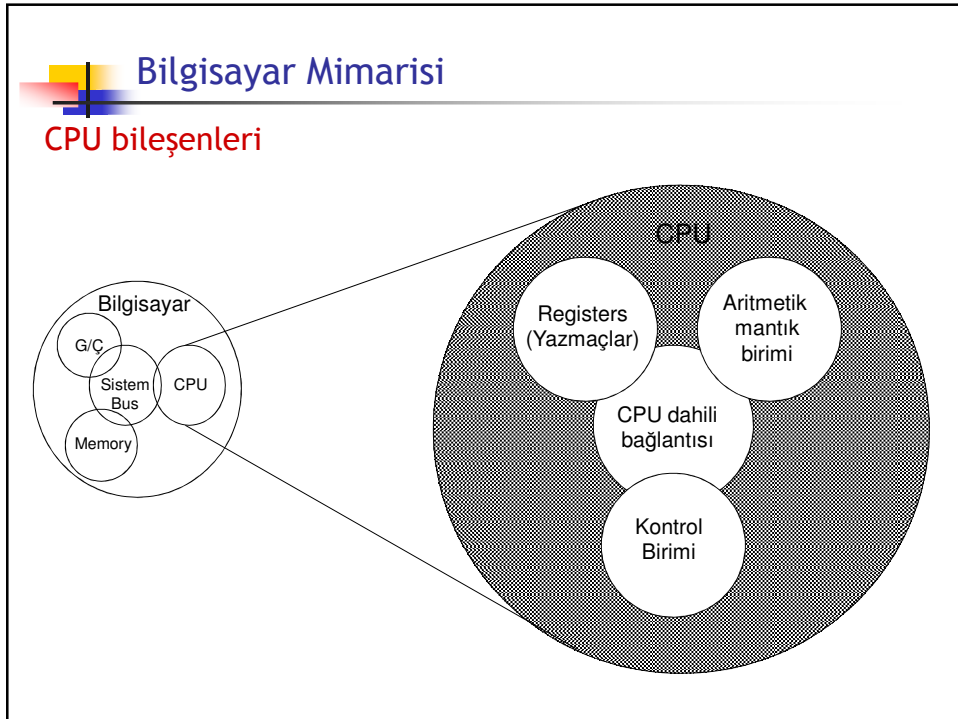 Bilgisayar Mimarisi
CPU bileşenleri
Bilgisayar
G/Ç
Sistem
Bus
CPU
Memory
CPU
Registers
(Yazmaçlar)
Aritmetik
mantık
birimi
CPU dahili
bağlantısı
Kontrol
Birimi